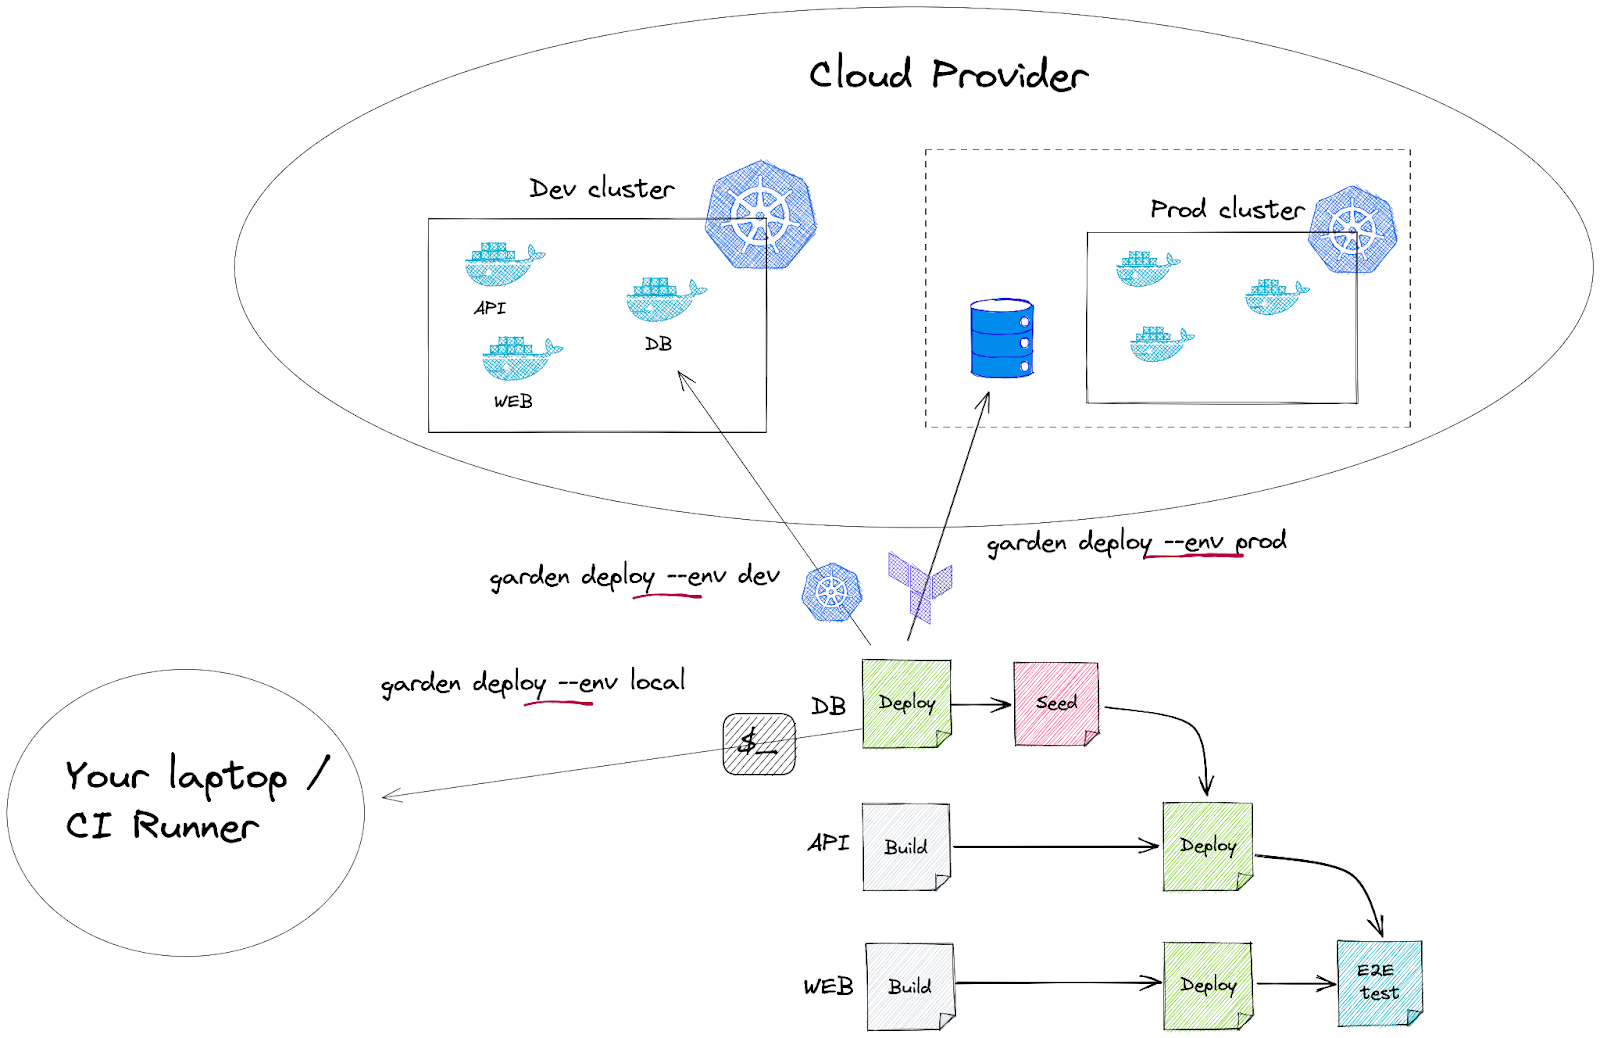 Cloud Provider
Dev cluster
Prod cluster
API
DB
WEB
garden deploy --env prod
garden deploy --env dev
garden deploy --env local
$_
DB
Deploy
Seed
Your laptop /
CI Runner
API
Build
Deploy
WEB
Build
Deploy
E2E
test